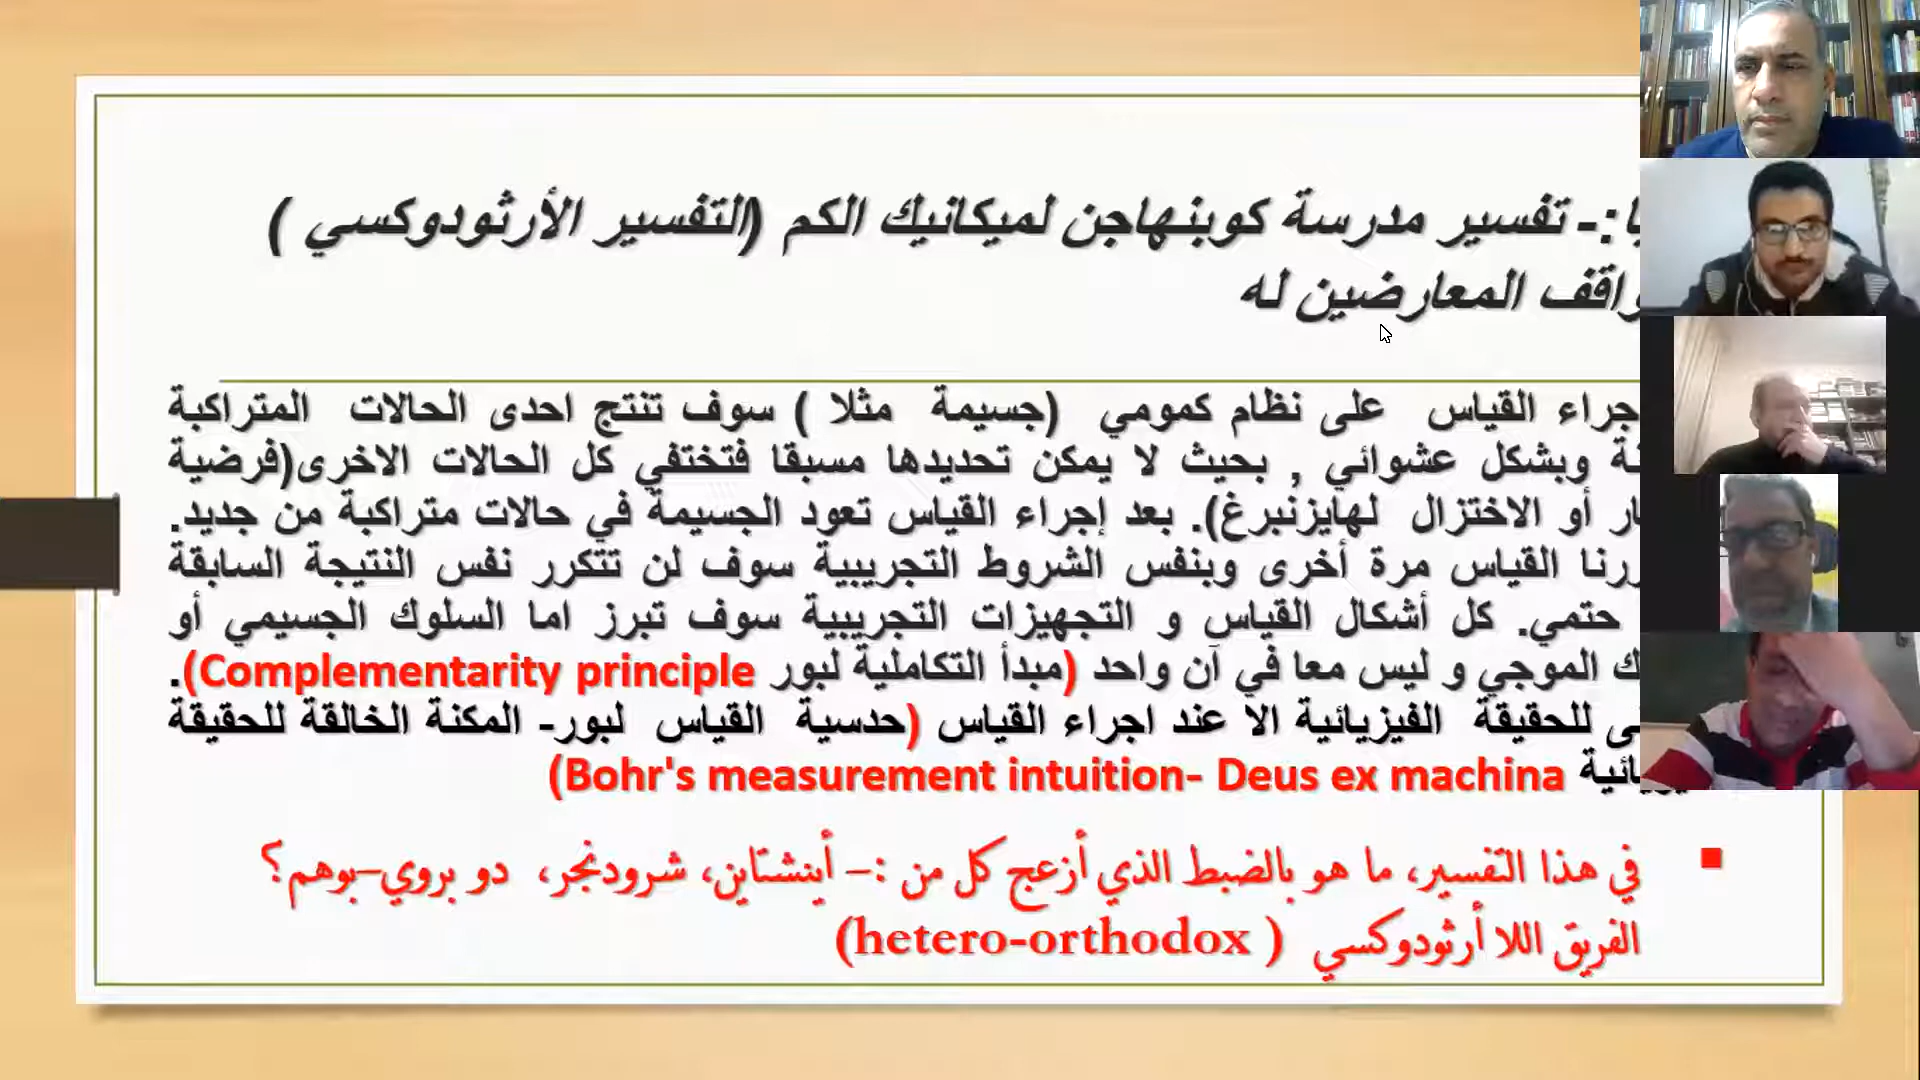 تفسير مدرسة كوبنهاجن لميكانيك الكم (التفسير الأرثودوكسي )
المعارضين له
القياس على نظام كمومي (جسيمة مثلا ) سوف تنتج احدى الحالات المتراكبة
وبشكل عشوائي , بحيث لا يمكن تحديدها مسبقا فتختفي كل الحالات الاخرى(فرضية
أو الاختزال لهايزنبرغ). بعد إجراء القياس تعود الجسيمة في حالات متراكبة من جديد.
القياس مرة أخرى وبنفس الشروط التجريبية سوف لن تتكرر نفس النتيجة السابقة
حتمي. كل أشكال القياس و التجهيزات التجريبية سوف تبرز اما السلوك الجسيمي أو
الموجي و ليس معا في آن واحد (مبدأ التكاملية لبور Complementarity principle).
للحقيقة الفيزيائية الا عند اجراء القياس (حدسية القياس لبور- المكنة الخالقة للحقيقة
Bohr's measurement intuition- Deus ex machina)
في هذا التفسير، ما هو بالضبط الذي أزعج كل من :– أينشتاين، شرودنجر، دو بروي–بوهم؟
الفريق اللا أرثودوكسي ( hetero-orthodox)